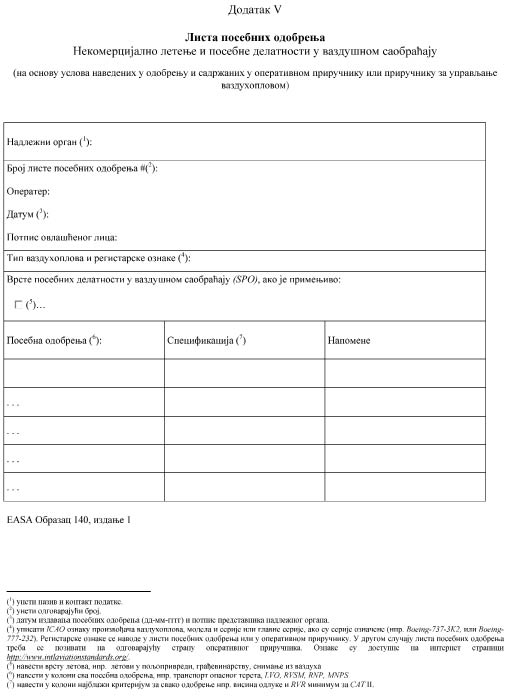 Додатак V
Листа посебних одобрења
Некомерцијално летење и посебне делатности у ваздушном саобраћају
(на основу услова наведених у одобрењу и садржаних у оперативном приручнику или приручнику за управљање
ваздухопловом)
Надлежни орган (¹):
Број листе посебних одобрења #(²):
Оператер:
Датум (³):
Потпис овлашћеног лица:
Тип ваздухоплова и регистарске ознаке (⁴):
Врсте посебних делатности у ваздушном саобраћају (SPO), ако је примењиво:
☐ (⁵)…
Посебна одобрења (⁶): Спецификација (⁷) Напомене
- - -
- - -
- - -
- - -
EASA Образац 140, издање 1
(¹) унети назив и контакт податке.
(²) унети одговарајући број.
(³) датум издавања посебних одобрења (дд-мм-гггг) и потпис представника надлежног органа.
(⁴) уписати ICAO ознаку произвођача ваздухоплова, модела и серије или главне серије, ако су серије означене (нпр. Boeing-737-3K2, или Boeing-
777-232). Регистарске ознаке се наводе у листи посебних одобрења или у оперативном приручнику. У другом случају листа посебних одобрења
треба се позивати на одговарајућу страну оперативног приручника. Ознаке су доступне на интернет страници
http://www.intlaviationstandards.org/.
(⁵) навести врсту летова, нпр. летови у пољопривреди, грађевинарству, снимање из ваздуха
(⁶) навести у колони сва посебна одобрења, нпр. транспорт опасног терета, LVO, RVSM, RNP, MNPS
(⁷) навести у колони најблажи критеријум за свако одобрење нпр. висина одлуке и RVR минимум за CAT II.